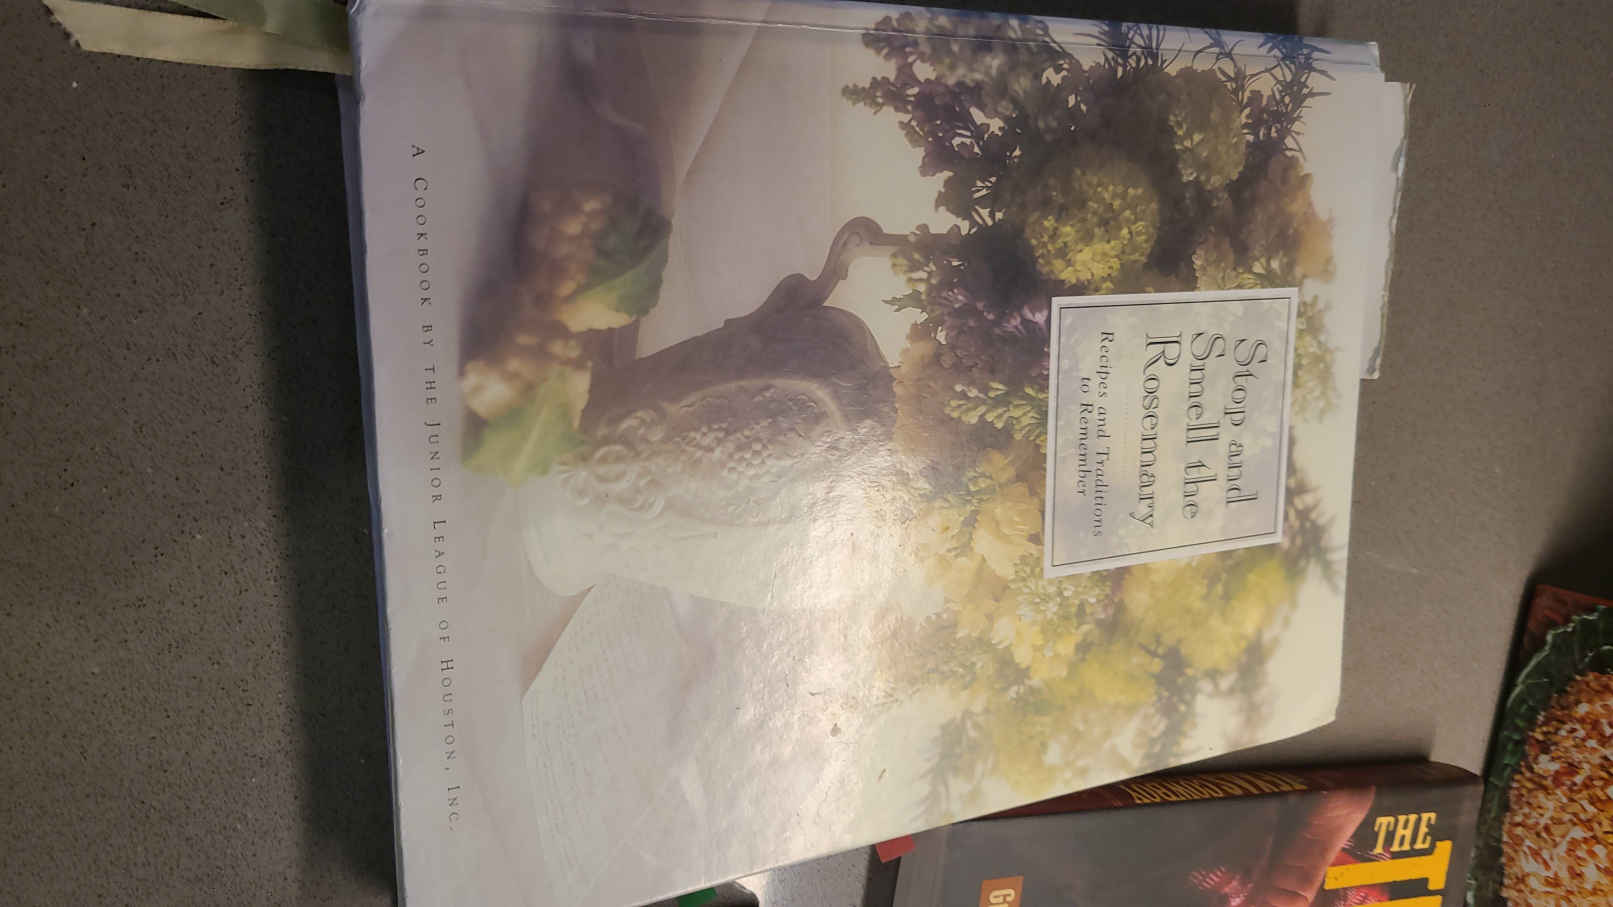 Stop and
Smell the
Rosemary
Recipes and Traditions
to Remember
A COOKBOOK BY THE JUNIOR LEAGUE OF HOUSTON, INC.
THE